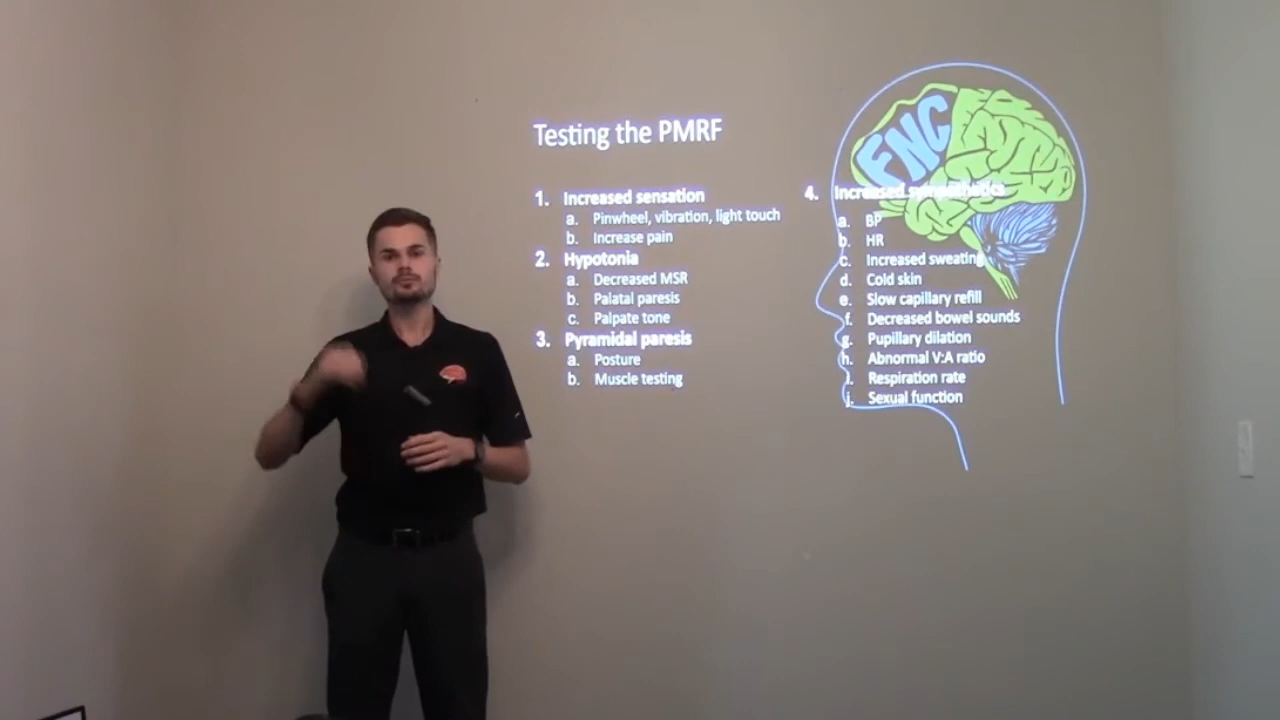 Testing the PMRF
1. Increased sensation
a. Pinwheel, vibration, light touch
b. Increase pain
2. Hypotonia
a. Decreased MSR
b. Palatal paresis
c. Palpate tone
3. Pyramidal paresis
a. Posture
b. Muscle testing
FNC
4. Increased sympathetics
a. BP
b. HR
c. Increased sweating
d. Cold skin
e. Slow capillary refill
f. Decreased bowel sounds
g. Pupillary dilation
h. Abnormal V:A ratio
i. Respiration rate
j. Sexual function